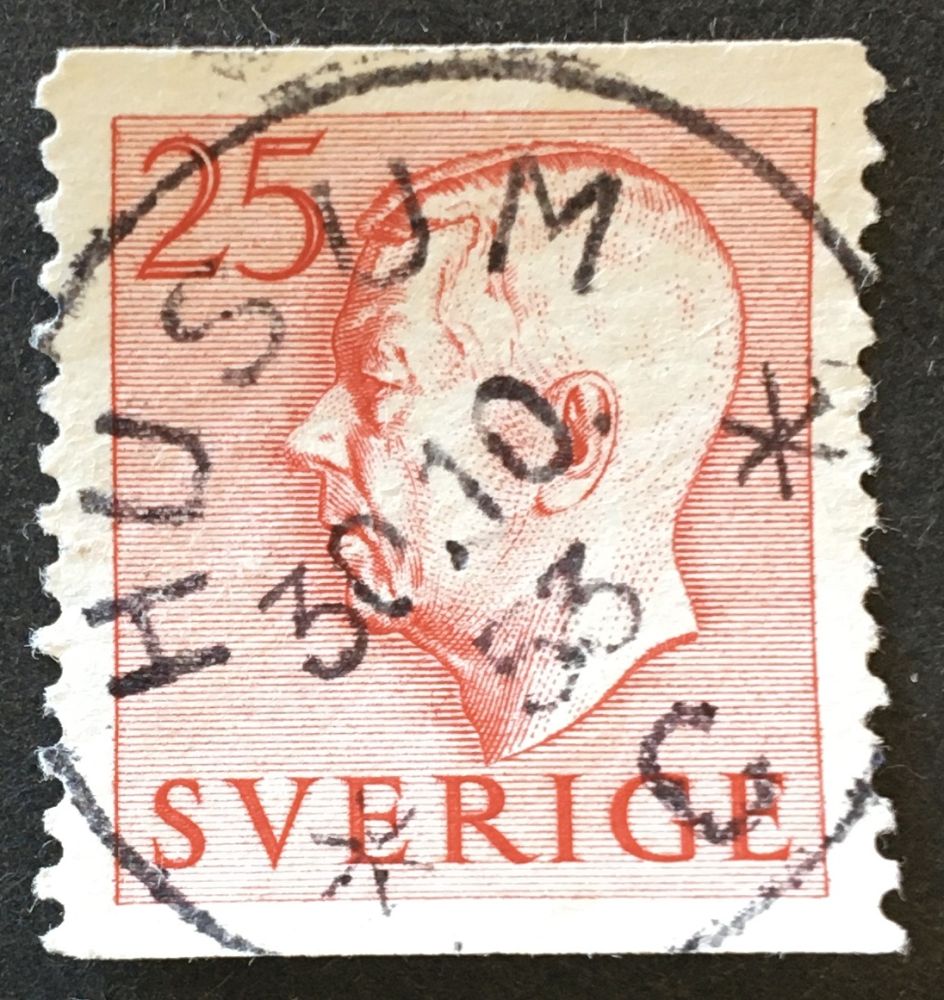 25
HUSUM
30.10.
53
C
SVERIGE